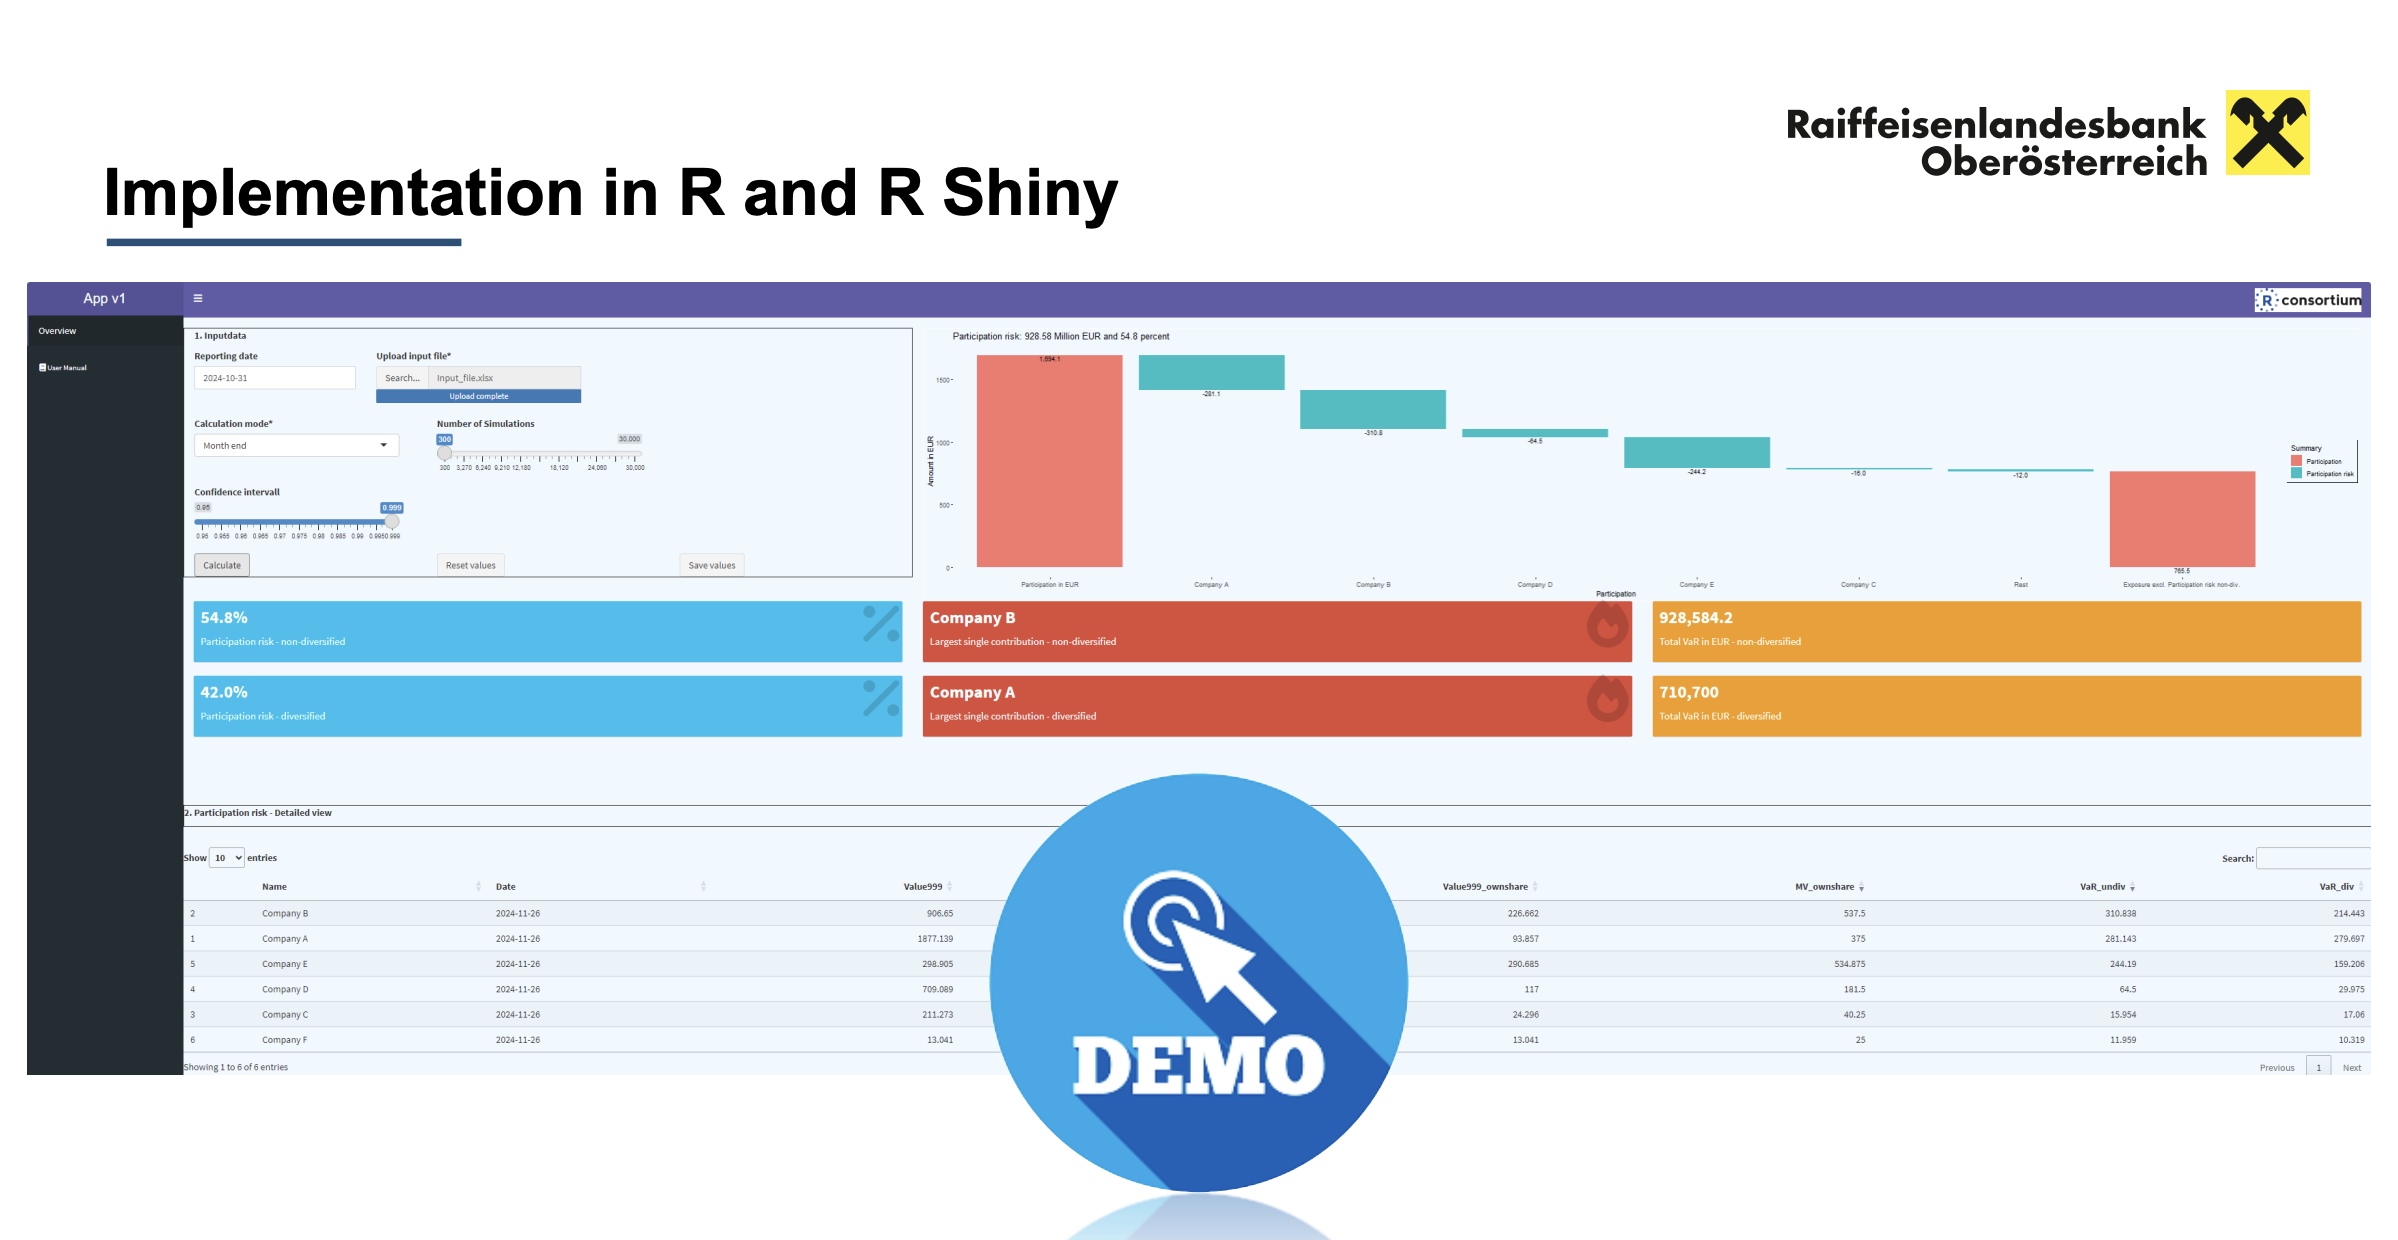 Raiffeisenlandesbank
Oberösterreich
Implementation in R and R Shiny
App v1
R consortium
Overview
User Manual
1. Inputdata
Reporting date
Upload input file*
2024-10-31
Search...
Input_file.xlsx
Upload complete
Calculation mode*
Number of Simulations
Month end
300
30,000
300 3,270 6,240 9,210 12,180 18,120 24,060 30,000
Confidence intervall
0.95
0.999
0.95 0.955 0.96 0.965 0.97 0.975 0.98 0.985 0.99 0.995 0.999
Calculate
Reset values
Save values
Participation risk: 928.58 Million EUR and 54.8 percent
Amount in EUR
1500
1000
500
0
1,694.1
-281.1
-310.8
-64.5
-244.2
-16.0
-12.0
765.5
Participation in EUR
Company A
Company B
Company D
Company E
Company C
Rest
Exposure excl. Participation risk non-div.
Participation
Summary
Participation
Participation risk
54.8%
Participation risk - non-diversified
Company B
Largest single contribution - non-diversified
928,584.2
Total VaR in EUR - non-diversified
42.0%
Participation risk - diversified
Company A
Largest single contribution - diversified
710,700
Total VaR in EUR - diversified
2. Participation risk - Detailed view
Show 10 entries
Search:
Name Date Value999 Value999_ownshare MV_ownshare VaR_undiv VaR_div
2 Company B 2024-11-26 906.65 226.662 537.5 310.838 214.443
1 Company A 2024-11-26 1877.139 93.857 375 281.143 279.697
5 Company E 2024-11-26 298.905 290.685 534.875 244.19 159.206
4 Company D 2024-11-26 709.089 117 181.5 64.5 29.975
3 Company C 2024-11-26 211.273 24.296 40.25 15.954 17.06
6 Company F 2024-11-26 13.041 13.041 25 11.959 10.319
Showing 1 to 6 of 6 entries
Previous 1 Next
DEMO